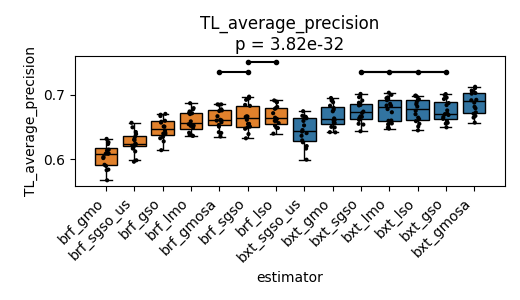 TL_average_precision
p = 3.82e-32
TL_average_precision
0.7
0.6
brf_gmo
brf_sgso_us
brf_gso
brf_lmo
brf_gmosa
brf_sgso
brf_lso
bxt_sgso_us
bxt_gmo
bxt_sgso
bxt_lmo
bxt_lso
bxt_gso
bxt_gmosa
estimator